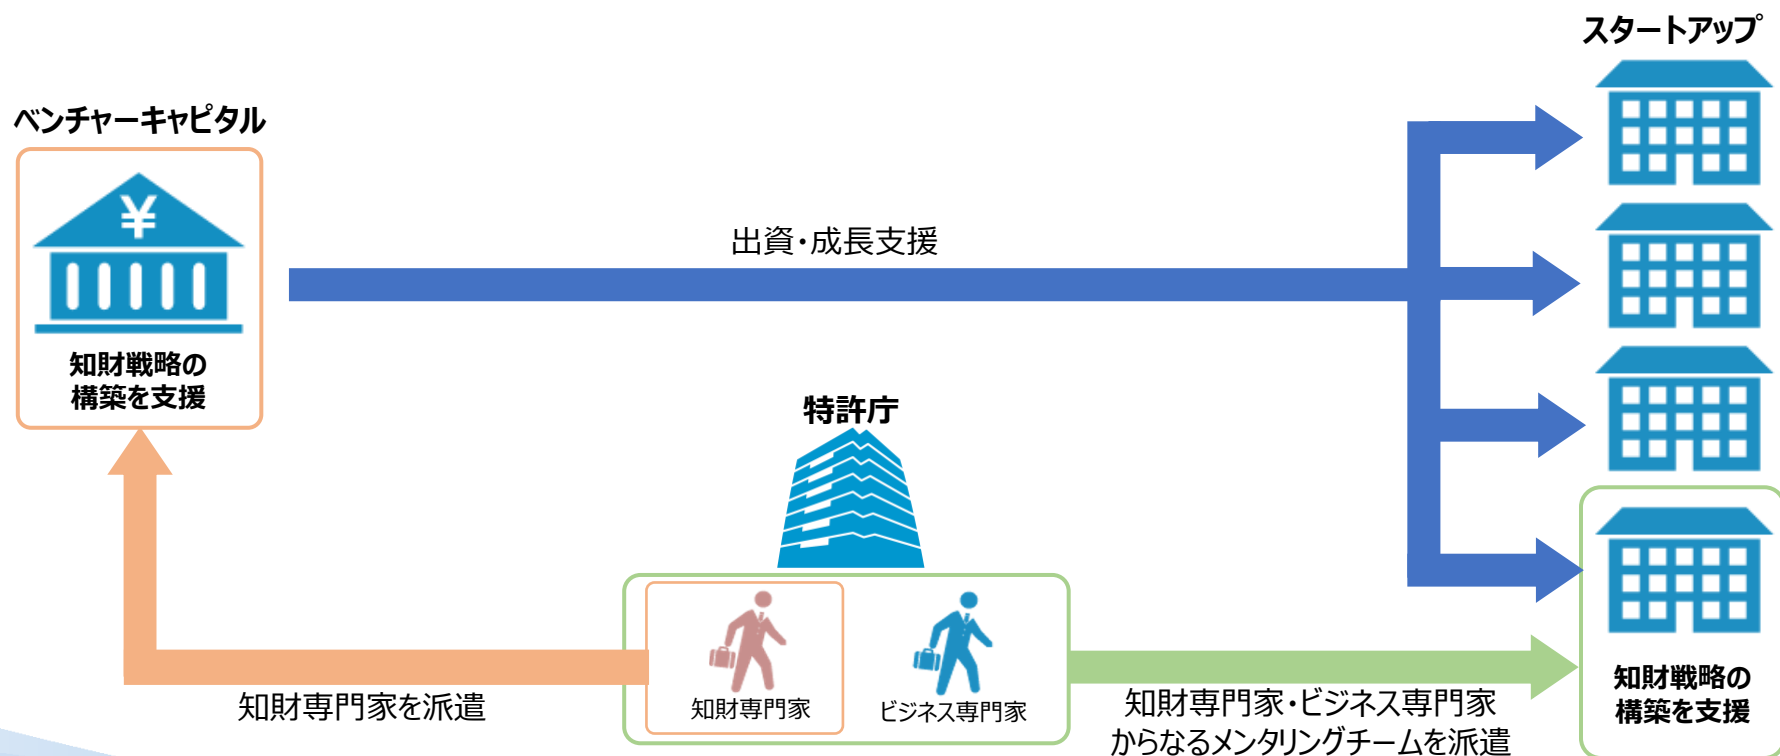 スタートアップ
ベンチャーキャピタル
¥
出資・成長支援
知財戦略の
構築を支援
特許庁
知財専門家を派遣
知財専門家
ビジネス専門家
知財専門家・ビジネス専門家
からなるメンタリングチームを派遣
知財戦略の
構築を支援